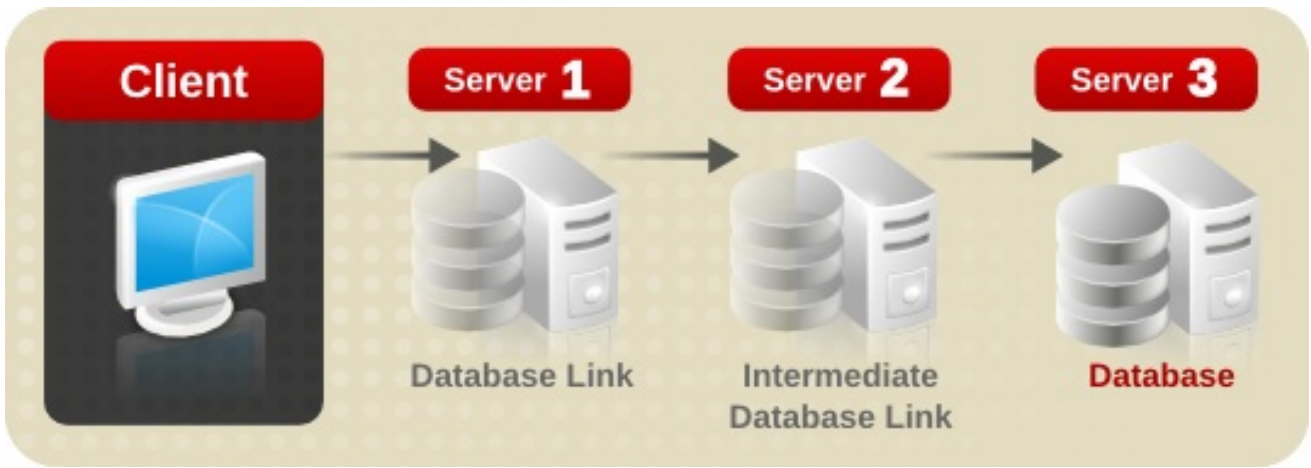 Client
Server 1
Server 2
Server 3
Database Link
Intermediate
Database Link
Database